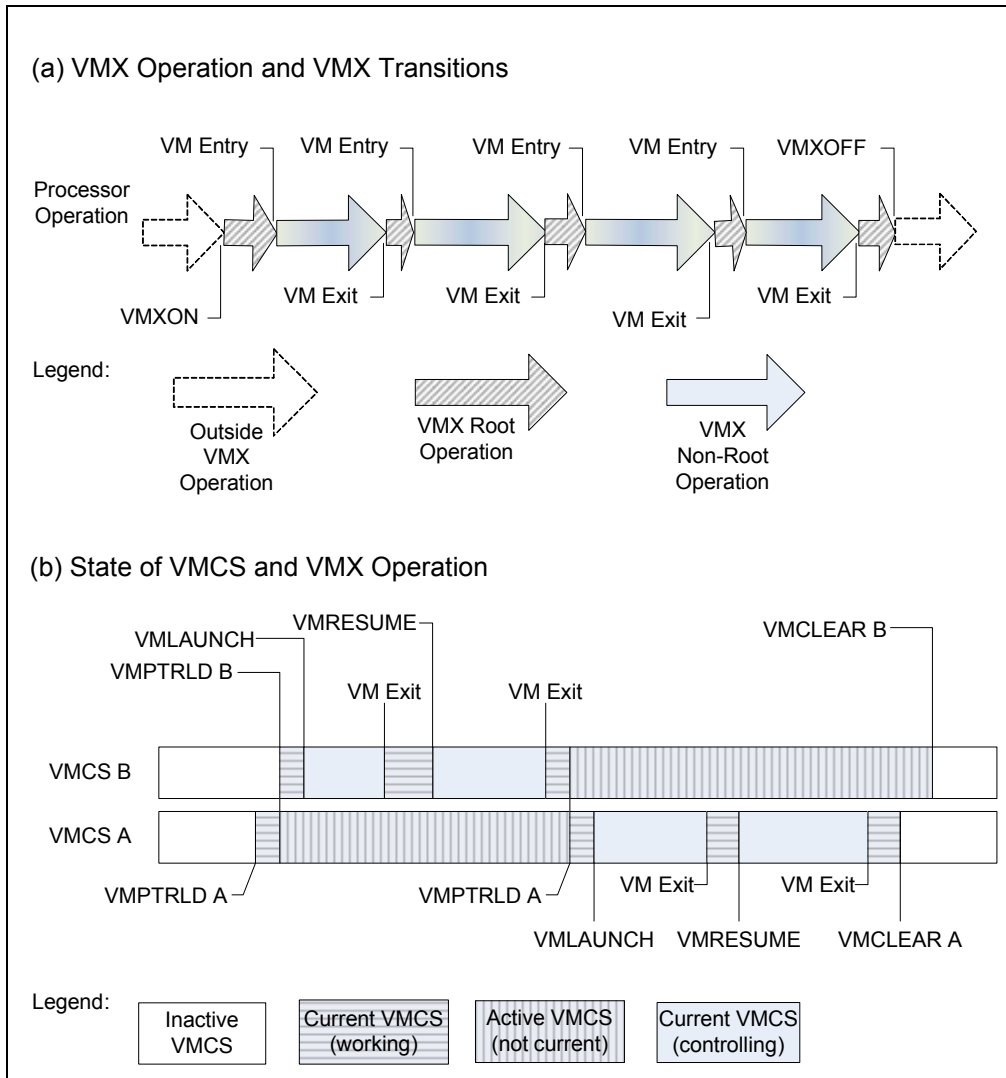 (a) VMX Operation and VMX Transitions
VM Entry
VM Entry
VM Entry
VM Entry
VMXOFF
Processor
Operation
VM Exit
VM Exit
VM Exit
VM Exit
VMXON
Legend:
Outside
VMX
Operation
VMX Root
Operation
VMX
Non-Root
Operation
(b) State of VMCS and VMX Operation
VMRESUME
VMLAUNCH
VMCLEAR B
VMPTRLD B
VM Exit
VM Exit
VMCS B
VMCS A
VMPTRLD A
VMPTRLD A
VM Exit
VM Exit
VMLAUNCH
VMRESUME
VMCLEAR A
Legend:
Inactive
VMCS
Current VMCS
(working)
Active VMCS
(not current)
Current VMCS
(controlling)